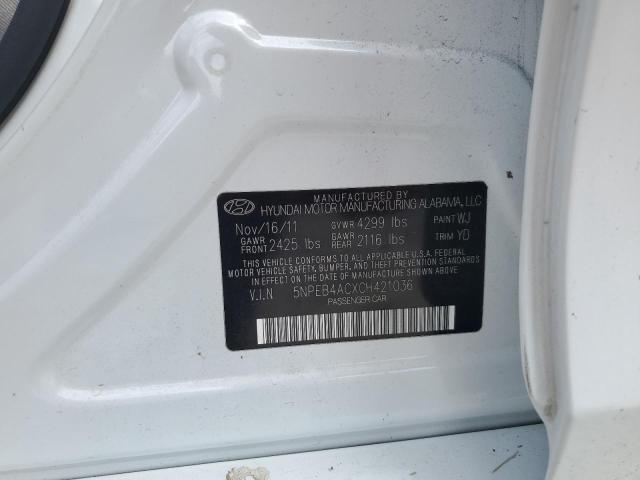 MANUFACTURED BY
HYUNDAI MOTOR MANUFACTURING ALABAMA, LLC
Nov/16/11 GVWR 4299 lbs PAINT WJ
GAWR FRONT 2425 lbs GAWR REAR 2116 lbs TRIM YD
THIS VEHICLE CONFORMS TO ALL APPLICABLE U.S.A. FEDERAL
MOTOR VEHICLE SAFETY, BUMPER, AND THEFT PREVENTION STANDARDS
IN EFFECT ON THE DATE OF MANUFACTURE SHOWN ABOVE.
V.I.N 5NPEB4ACXCH421036
PASSENGER CAR